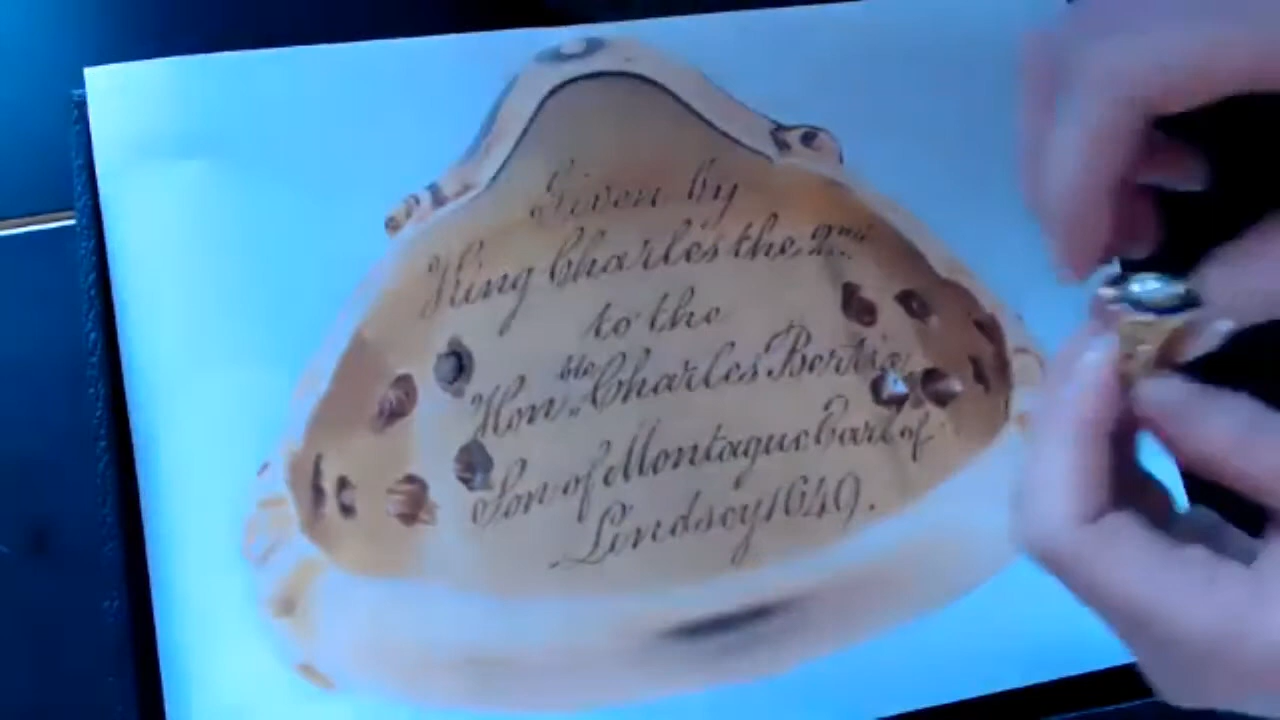 Given by
King Charles the 2nd
to the
Honble Charles Bertie
Son of Montague Earl of
Lindsey 1649.